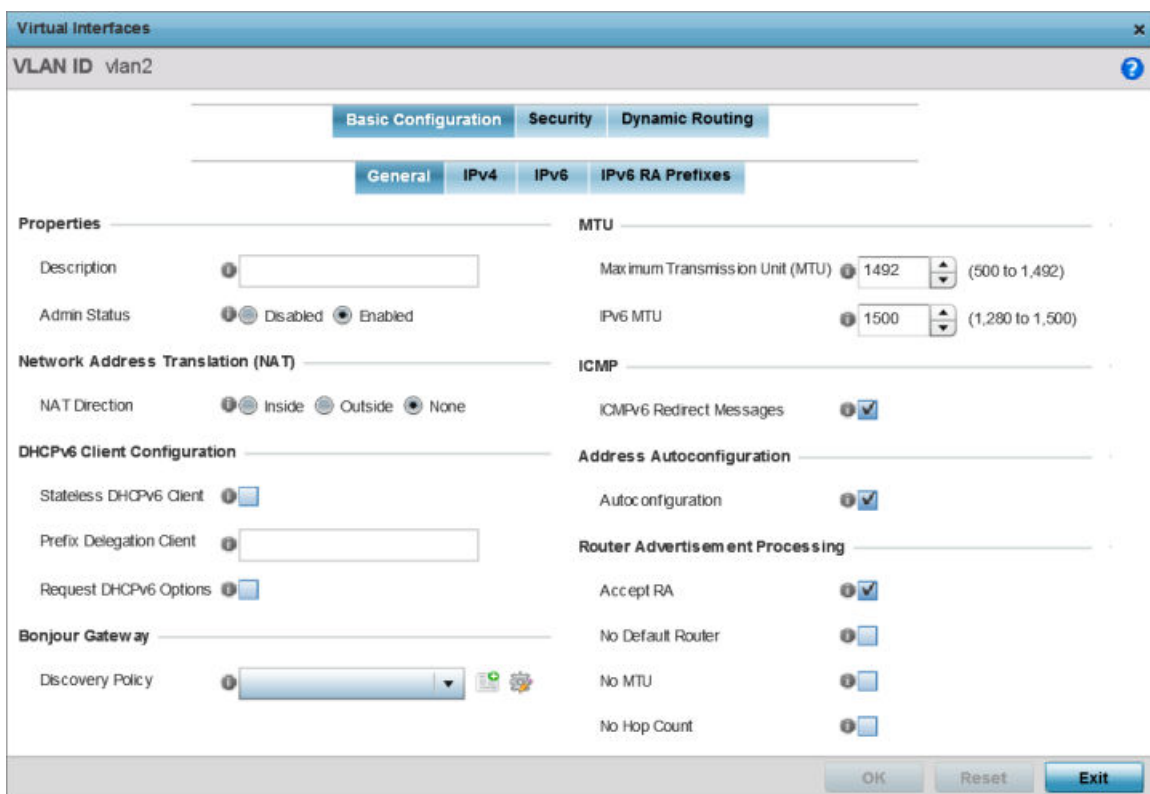 Virtual Interfaces
VLAN ID vlan2
Basic Configuration Security Dynamic Routing
General IPv4 IPv6 IPv6 RA Prefixes
Properties
Description
Admin Status Disabled Enabled
Network Address Translation (NAT)
NAT Direction Inside Outside None
DHCPv6 Client Configuration
Stateless DHCPv6 Client
Prefix Delegation Client
Request DHCPv6 Options
Bonjour Gateway
Discovery Policy
MTU
Maximum Transmission Unit (MTU) 1492 (500 to 1,492)
IPv6 MTU 1500 (1,280 to 1,500)
ICMP
ICMPv6 Redirect Messages
Address Autoconfiguration
Autoconfiguration
Router Advertisement Processing
Accept RA
No Default Router
No MTU
No Hop Count
OK Reset Exit